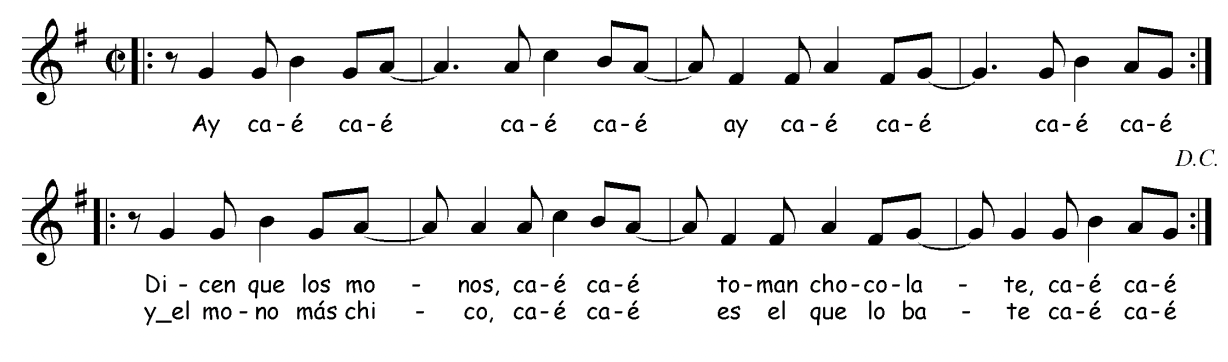 Ay ca-é ca-é ca-é ca-é ay ca-é ca-é ca-é ca-é
D.C.
Di - cen que los mo - nos, ca-é ca-é to-man cho-co-la - te, ca-é ca-é
y_el mo-no más chi - co, ca-é ca-é es el que lo ba - te ca-é ca-é